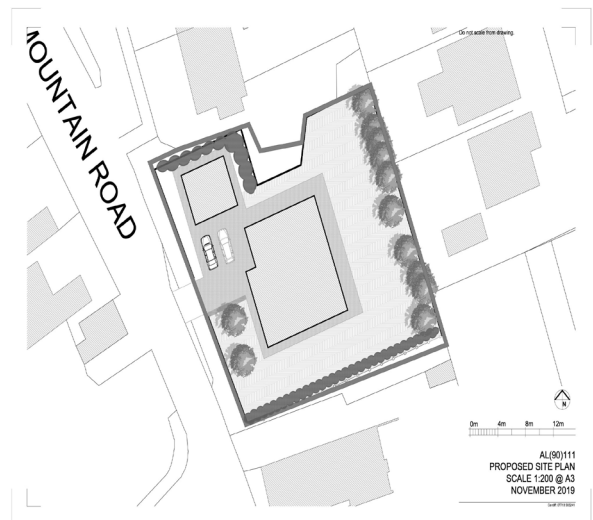 Do not scale from drawing.
MOUNTAIN ROAD
N
0m 4m 8m 12m
AL(90)111
PROPOSED SITE PLAN
SCALE 1:200 @ A3
NOVEMBER 2019